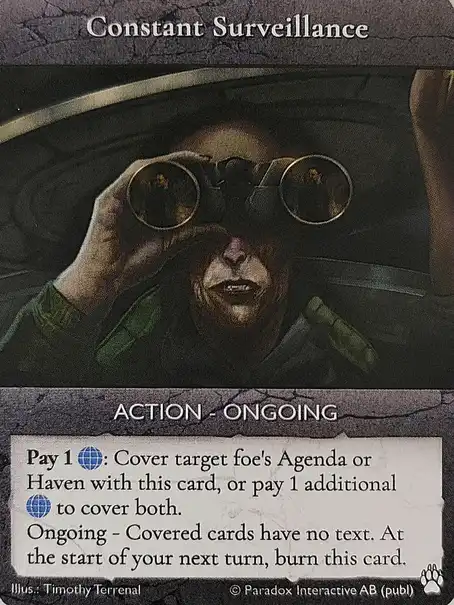 Constant Surveillance
ACTION - ONGOING
Pay 1 : Cover target foe's Agenda or
Haven with this card, or pay 1 additional
to cover both.
Ongoing - Covered cards have no text. At
the start of your next turn, burn this card.
Illus.: Timothy Terrenal
© Paradox Interactive AB (publ)